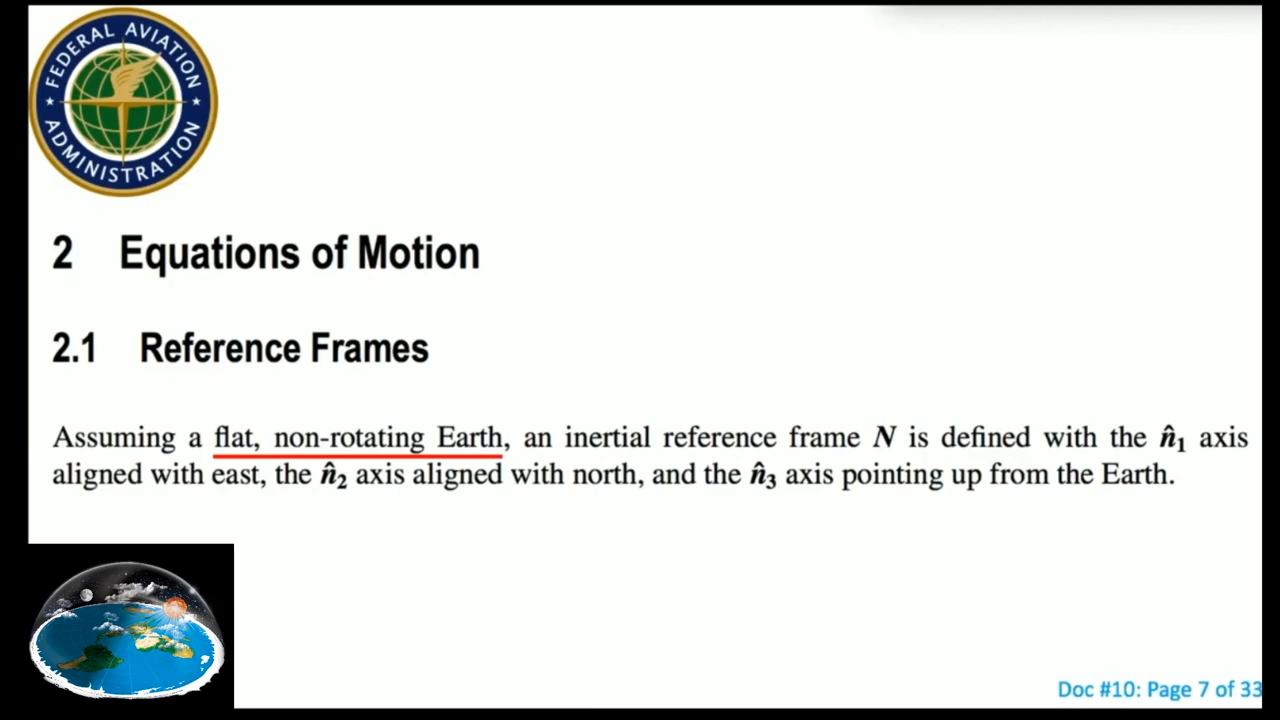 FEDERAL AVIATION
ADMINISTRATION
2 Equations of Motion
2.1 Reference Frames
Assuming a flat, non-rotating Earth, an inertial reference frame N is defined with the n̂₁ axis
aligned with east, the n̂₂ axis aligned with north, and the n̂₃ axis pointing up from the Earth.
Doc #10: Page 7 of 33